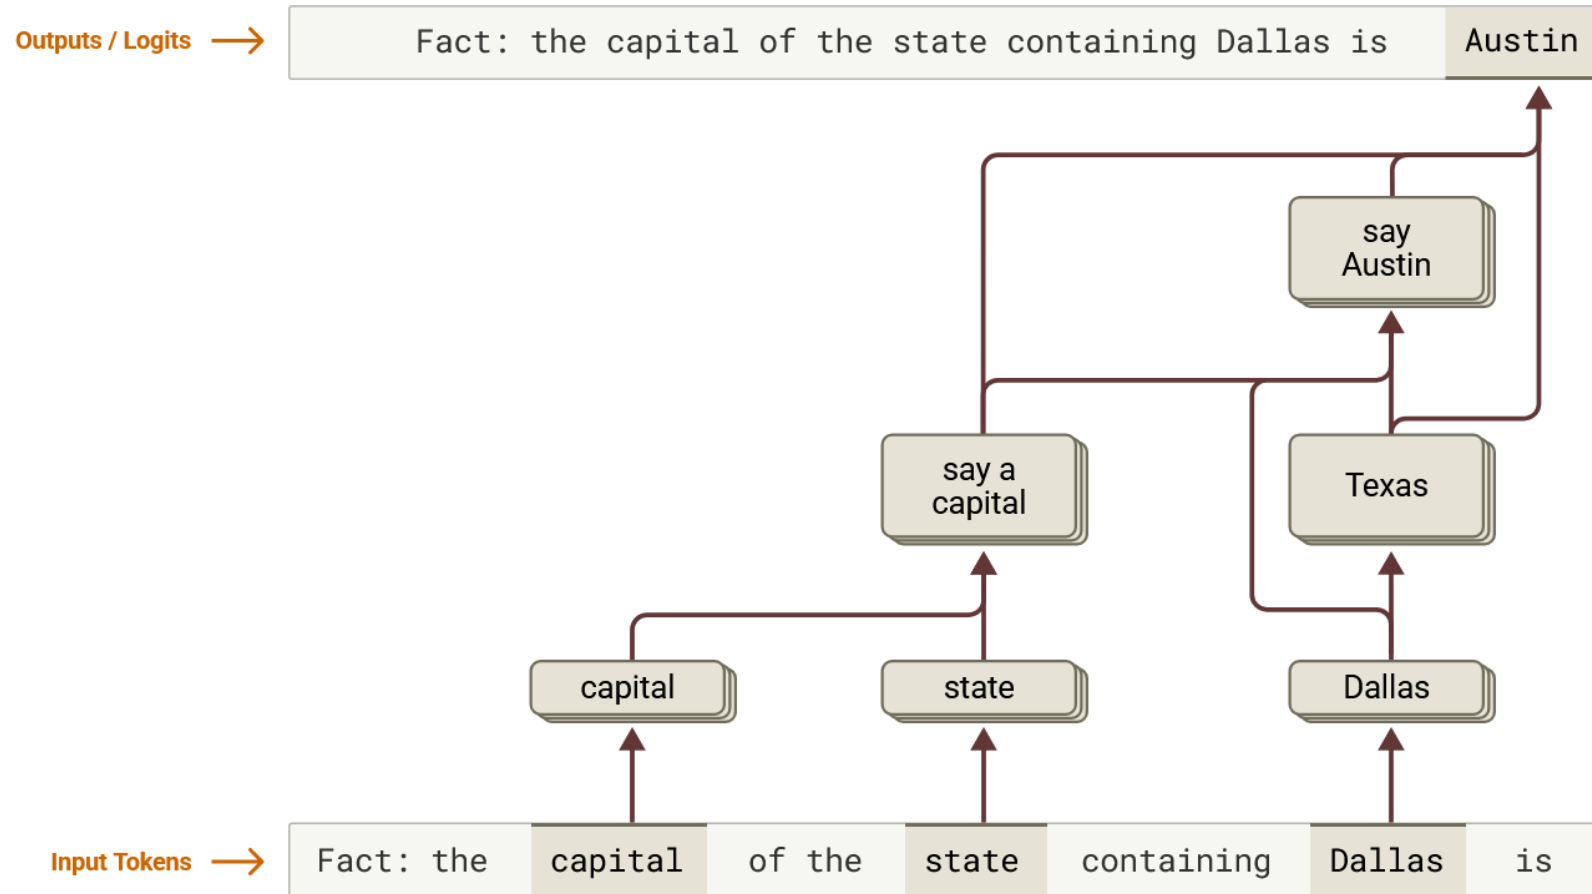 Outputs / Logits
Fact: the capital of the state containing Dallas is Austin
say
Austin
say a
capital
Texas
capital
state
Dallas
Input Tokens
Fact: the capital of the state containing Dallas is